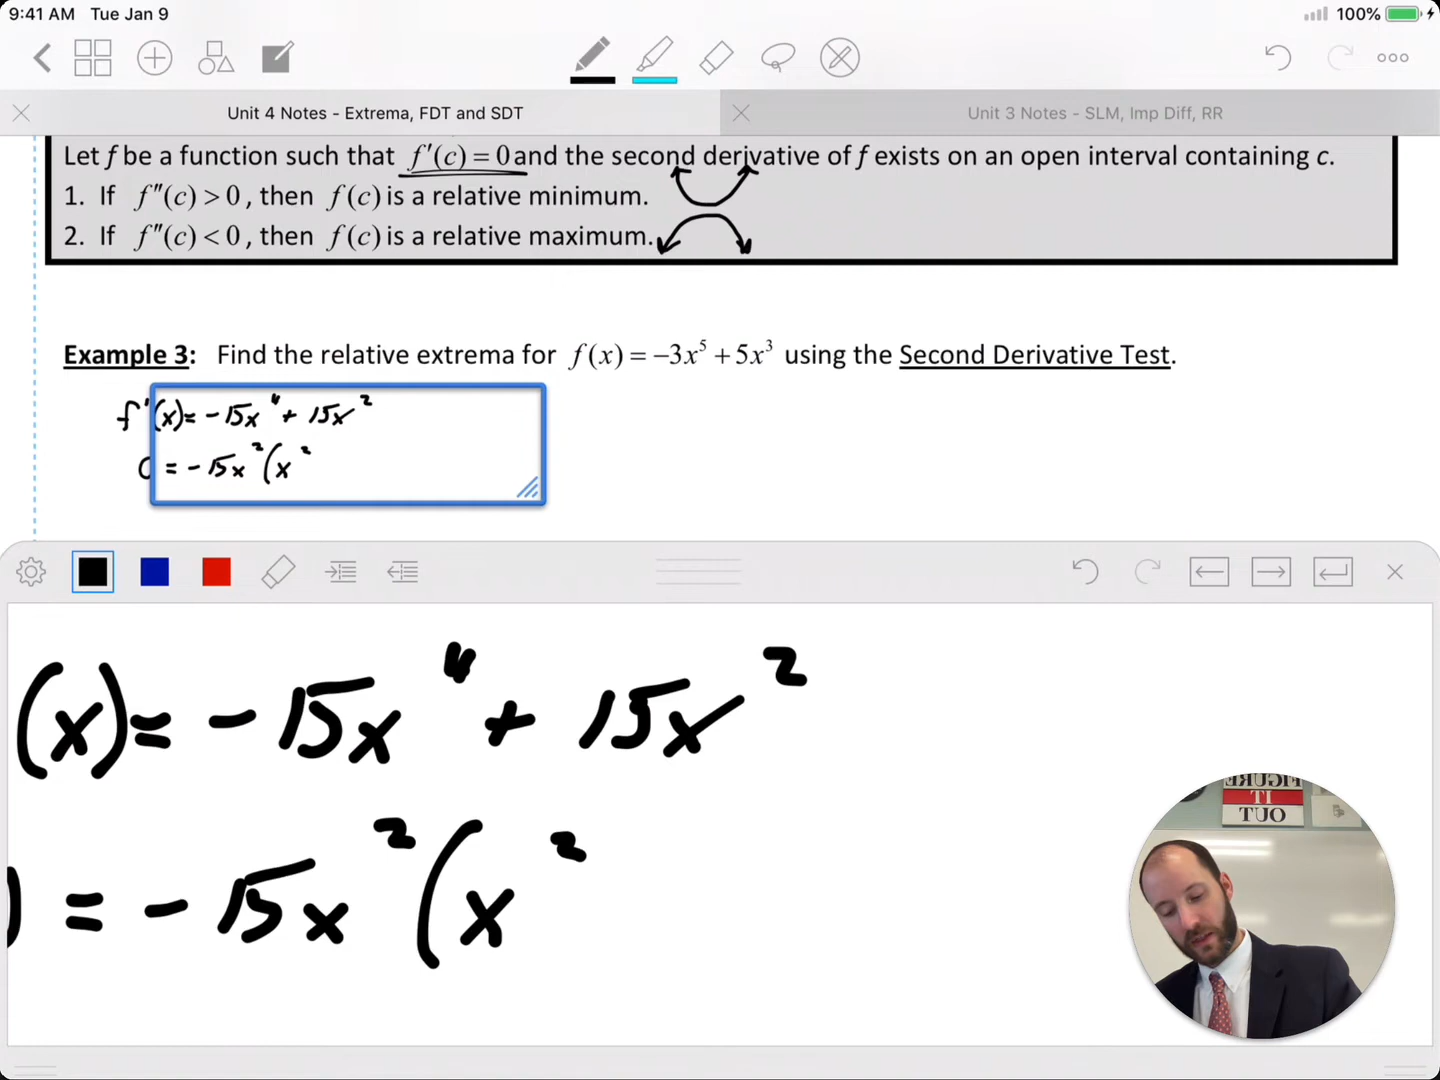 9:41 AM Tue Jan 9 100%
Unit 4 Notes - Extrema, FDT and SDT
Unit 3 Notes - SLM, Imp Diff, RR
Let f be a function such that f′(c) = 0 and the second derivative of f exists on an open interval containing c.
1. If f″(c) > 0, then f(c) is a relative minimum.
2. If f″(c) < 0, then f(c) is a relative maximum.
Example 3: Find the relative extrema for f(x) = −3x⁵ + 5x³ using the Second Derivative Test.
f'(x)= -15x⁴ + 15x²
0 = -15x²(x²
(x)= -15x⁴ + 15x²
) = -15x²(x²
FIGURE
IT
OUT